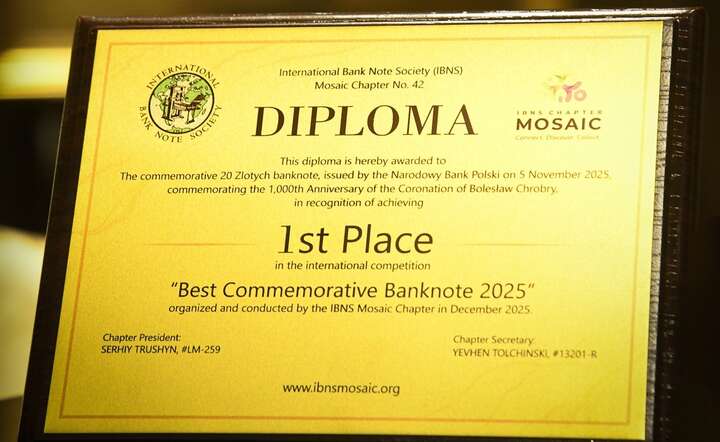 INTERNATIONAL
BANK NOTE SOCIETY
International Bank Note Society (IBNS)
Mosaic Chapter No. 42
IBNS CHAPTER
MOSAIC
Connect. Discover. Collect.
DIPLOMA
This diploma is hereby awarded to
The commemorative 20 Zlotych banknote, issued by the Narodowy Bank Polski on 5 November 2025,
commemorating the 1,000th Anniversary of the Coronation of Bolesław Chrobry,
in recognition of achieving
1st Place
in the international competition
"Best Commemorative Banknote 2025"
organized and conducted by the IBNS Mosaic Chapter in December 2025.
Chapter President:
SERHIY TRUSHYN, #LM-259
Chapter Secretary:
YEVHEN TOLCHINSKI, #13201-R
www.ibnsmosaic.org